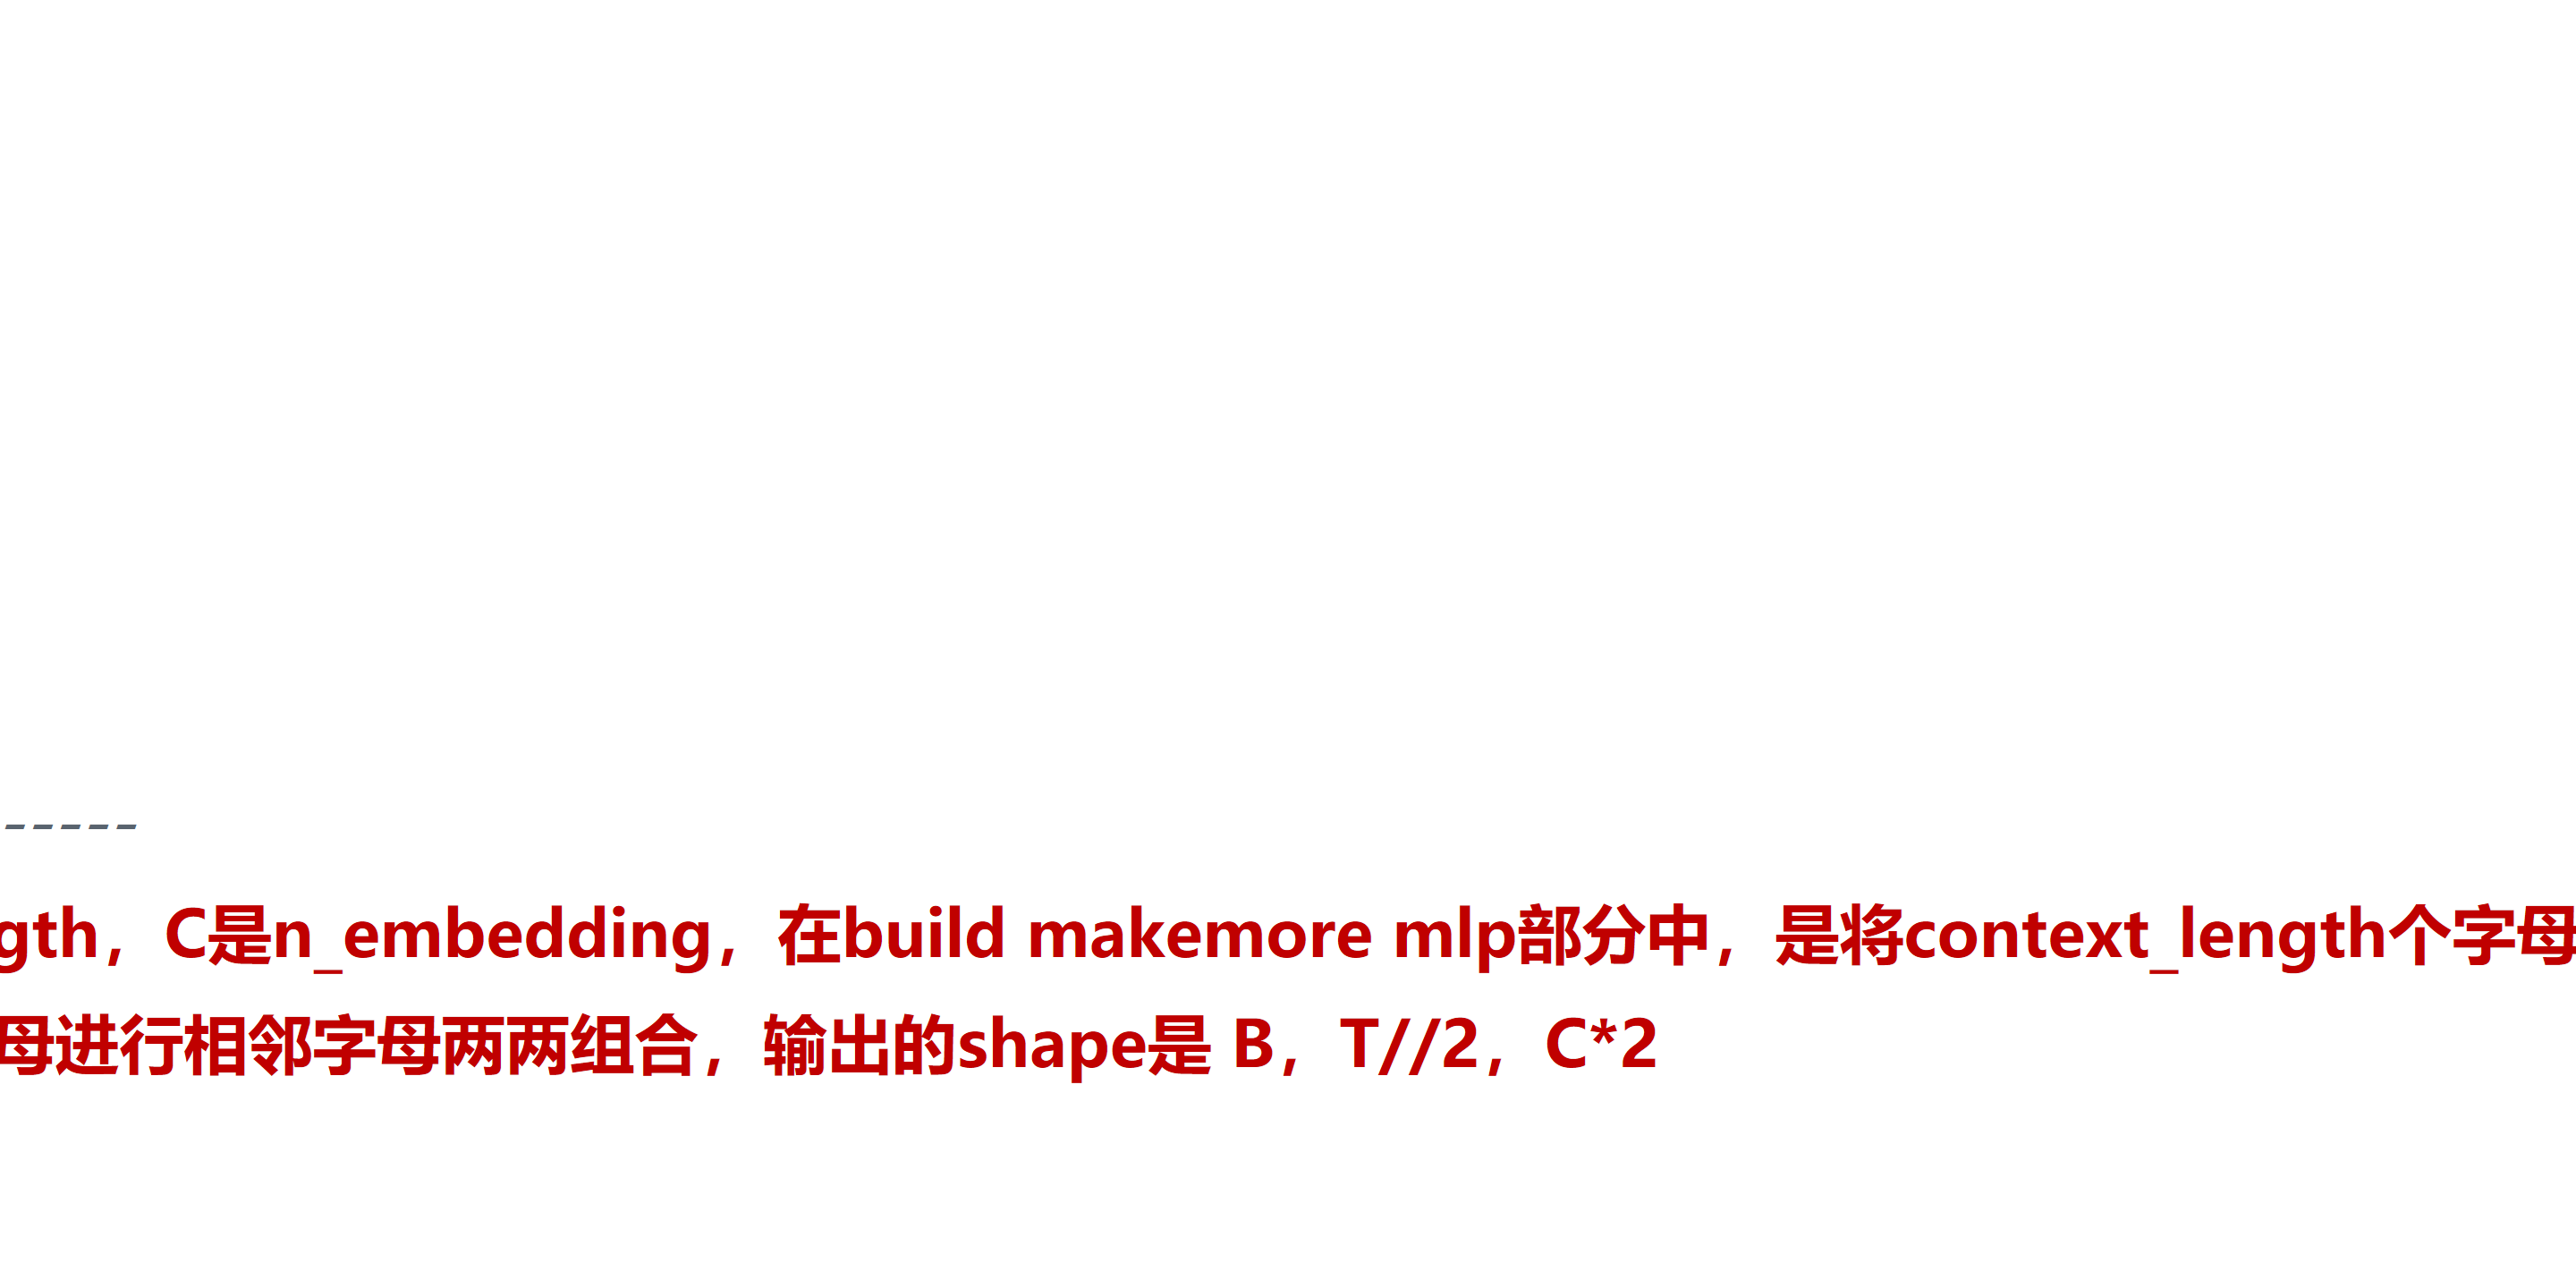 -----
gth，C是n_embedding，在build makemore mlp部分中，是将context_length个字母
母进行相邻字母两两组合，输出的shape是 B，T//2，C*2